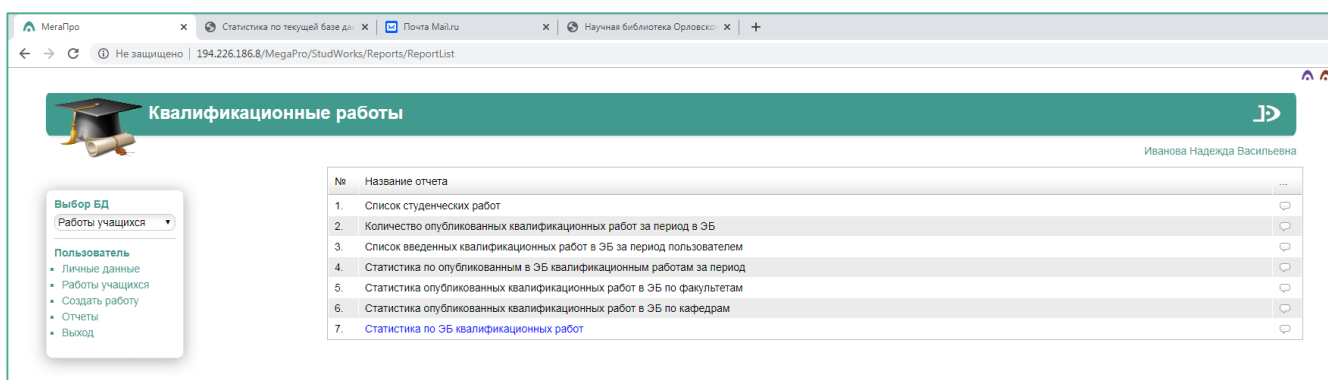 МегаПро
Статистика по текущей базе да
Почта Mail.ru
Научная библиотека Орловско
Не защищено | 194.226.186.8/MegaPro/StudWorks/Reports/ReportList
Квалификационные работы
Иванова Надежда Васильевна
Выбор БД
Работы учащихся
Пользователь
Личные данные
Работы учащихся
Создать работу
Отчеты
Выход
№ Название отчета ...
1. Список студенческих работ
2. Количество опубликованных квалификационных работ за период в ЭБ
3. Список введенных квалификационных работ в ЭБ за период пользователем
4. Статистика по опубликованным в ЭБ квалификационным работам за период
5. Статистика опубликованных квалификационных работ в ЭБ по факультетам
6. Статистика опубликованных квалификационных работ в ЭБ по кафедрам
7. Статистика по ЭБ квалификационных работ